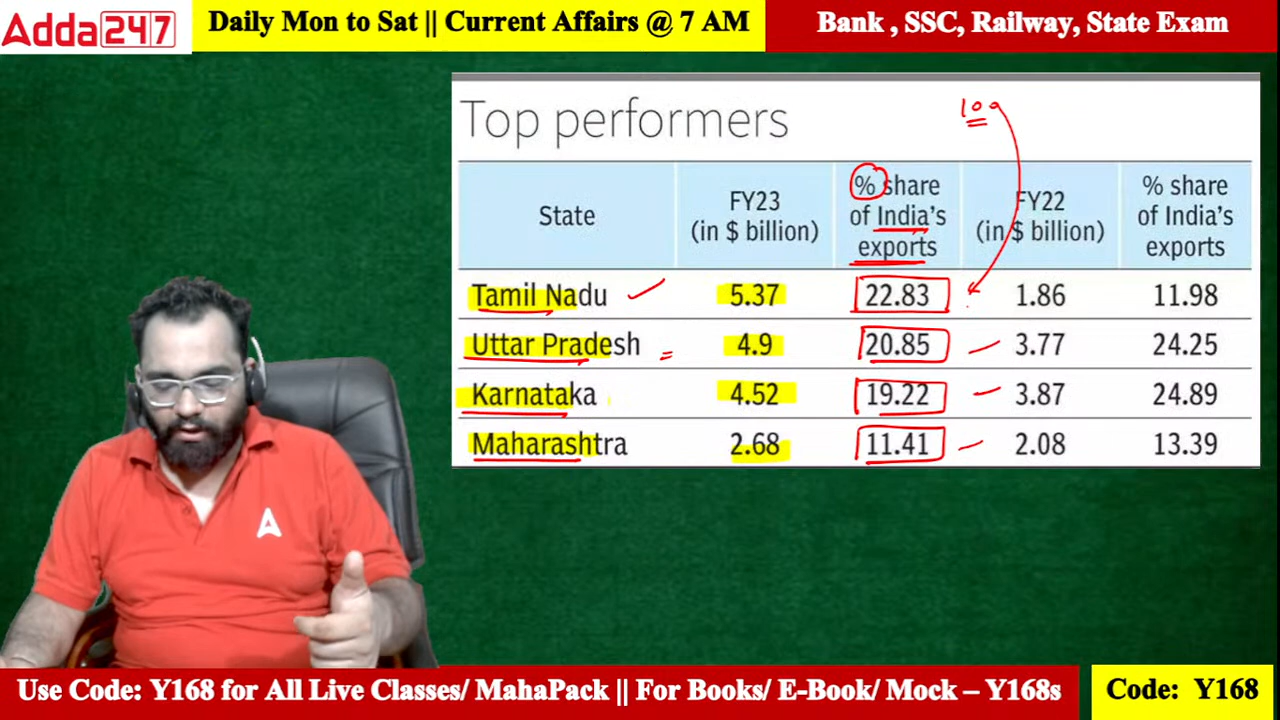 Adda247
Daily Mon to Sat || Current Affairs @ 7 AM
Bank , SSC, Railway, State Exam
Top performers
100
State
FY23
(in $ billion)
% share
of India's
exports
FY22
(in $ billion)
% share
of India's
exports
Tamil Nadu 5.37 22.83 1.86 11.98
Uttar Pradesh 4.9 20.85 3.77 24.25
Karnataka 4.52 19.22 3.87 24.89
Maharashtra 2.68 11.41 2.08 13.39
Use Code: Y168 for All Live Classes/ MahaPack || For Books/ E-Book/ Mock – Y168s
Code: Y168